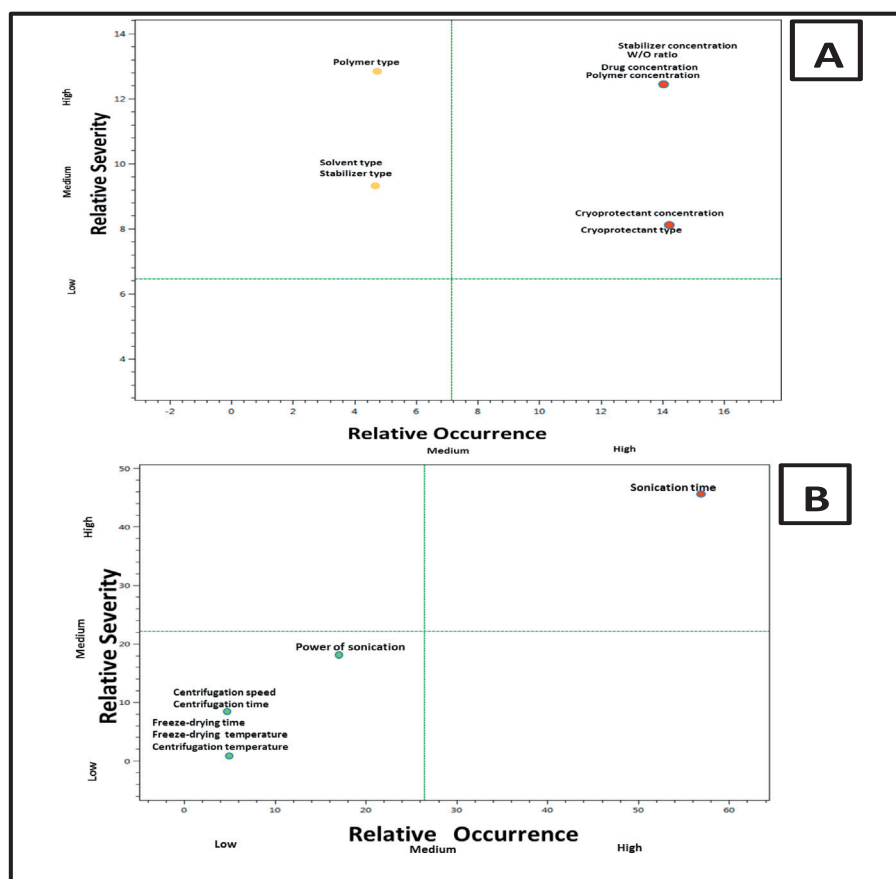 A
14
12
10
8
6
4
High
Medium
Low
Relative Severity
Polymer type
Stabilizer concentration
W/O ratio
Drug concentration
Polymer concentration
Solvent type
Stabilizer type
Cryoprotectant concentration
Cryoprotectant type
-2 0 2 4 6 8 10 12 14 16
Relative Occurrence
Medium High
B
50
40
30
20
10
0
High
Medium
Low
Relative Severity
Sonication time
Power of sonication
Centrifugation speed
Centrifugation time
Freeze-drying time
Freeze-drying temperature
Centrifugation temperature
0 10 20 30 40 50 60
Relative Occurrence
Low Medium High